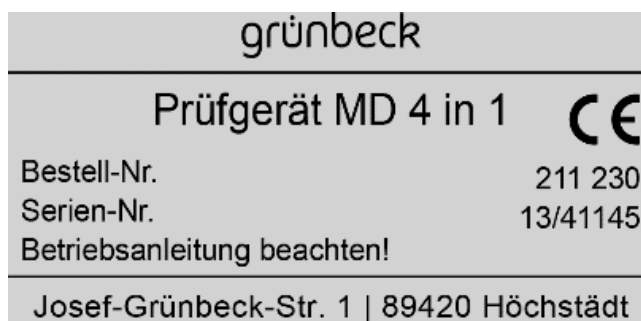 grünbeck
Prüfgerät MD 4 in 1 CE
Bestell-Nr. 211 230
Serien-Nr. 13/41145
Betriebsanleitung beachten!
Josef-Grünbeck-Str. 1 | 89420 Höchstädt